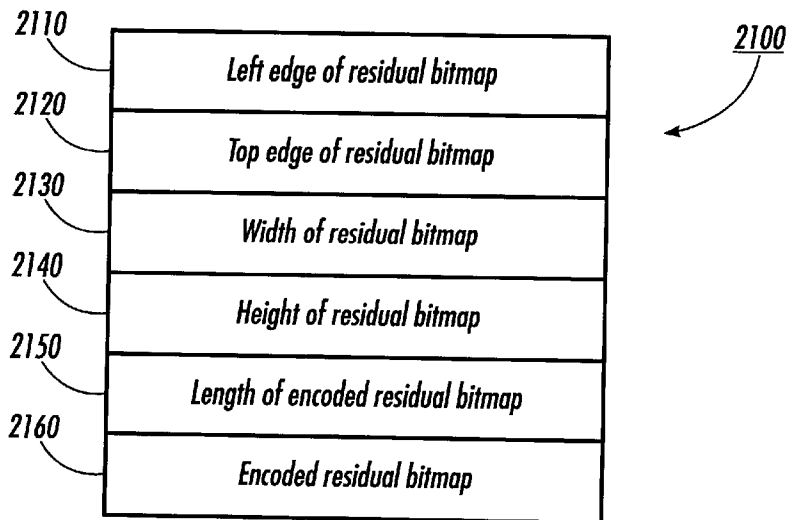 2110
Left edge of residual bitmap
2100
2120
Top edge of residual bitmap
2130
Width of residual bitmap
2140
Height of residual bitmap
2150
Length of encoded residual bitmap
2160
Encoded residual bitmap